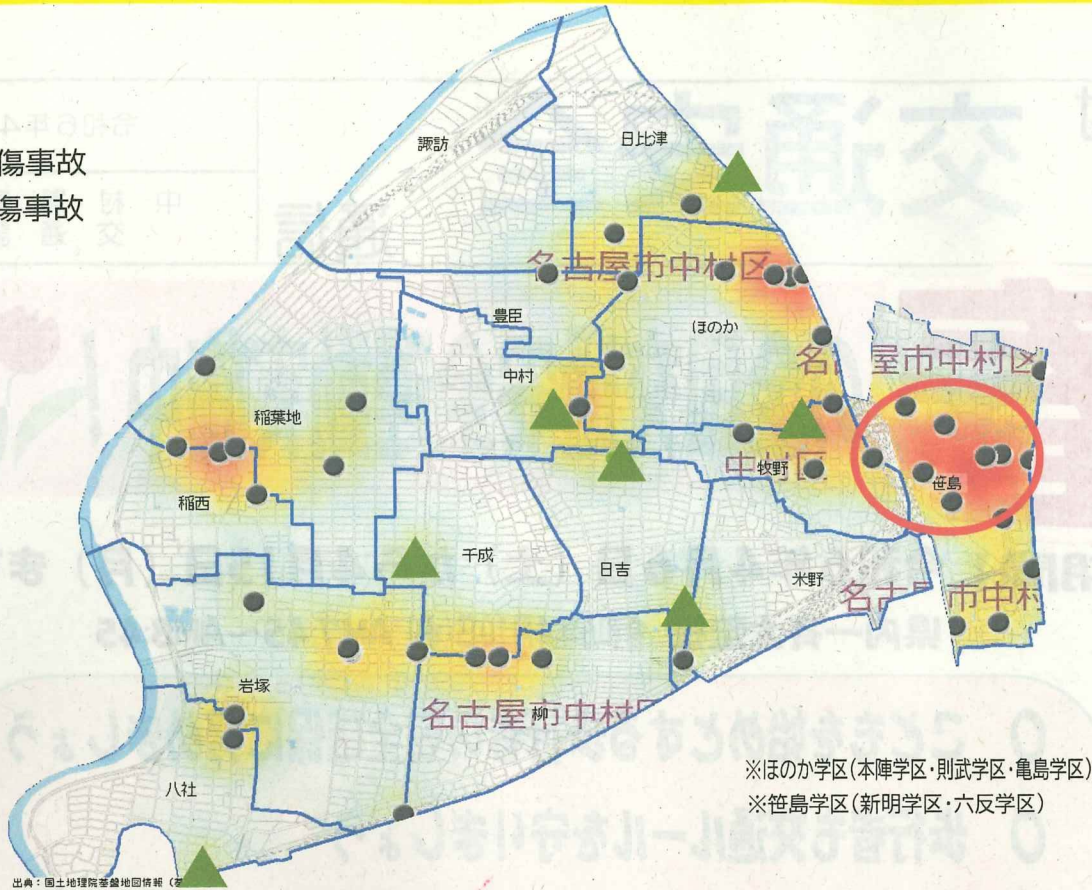 傷事故
傷事故
諏訪
日比津
名古屋市中村区
豊臣
ほのか
中村
名古屋市中村区
稲葉地
中村区
牧野
笹島
稲西
千成
日吉
米野
名古屋市中村
岩塚
名古屋市中村区
柳
八社
※ほのか学区(本陣学区・則武学区・亀島学区)
※笹島学区(新明学区・六反学区)
出典:国土地理院基盤地図情報